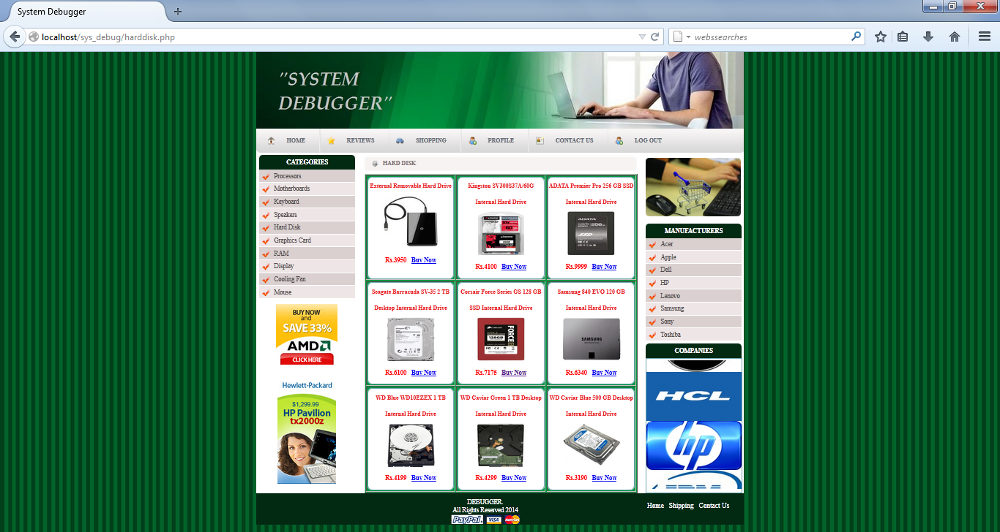 System Debugger
localhost/sys_debug/harddisk.php
webssearches
"SYSTEM
DEBUGGER"
HOME
REVIEWS
SHOPPING
PROFILE
CONTACT US
LOG OUT
CATEGORIES
Processors
Motherboards
Keyboard
Speakers
Hard Disk
Graphics Card
RAM
Display
Cooling Fan
Mouse
BUY NOW
and
SAVE 33%
AMD
CLICK HERE
Hewlett-Packard
$1,299.99
HP Pavilion
tx2000z
HARD DISK
External Removable Hard Drive
Rs.3950 Buy Now
Kingston SV300S37A/60G
Internal Hard Drive
Rs.4100 Buy Now
ADATA Premier Pro 256 GB SSD
Internal Hard Drive
ADATA
SSD
Rs.9999 Buy Now
Seagate Barracuda SV-35 2 TB
Desktop Internal Hard Drive
Rs.6100 Buy Now
Corsair Force Series GS 128 GB
SSD Internal Hard Drive
FORCE
128GB
Rs.7175 Buy Now
Samsung 840 EVO 120 GB
Internal Hard Drive
SAMSUNG
Rs.6340 Buy Now
WD Blue WD10EZEX 1 TB
Internal Hard Drive
Rs.4199 Buy Now
WD Caviar Green 1 TB Desktop
Internal Hard Drive
Rs.4299 Buy Now
WD Caviar Blue 500 GB Desktop
Internal Hard Drive
Rs.3190 Buy Now
MANUFACTURERS
Acer
Apple
Dell
HP
Lenovo
Samsung
Sony
Toshiba
COMPANIES
HCL
hp
DEBUGGER.
All Rights Reserved 2014
PayPal VISA MasterCard
Home Shipping Contact Us